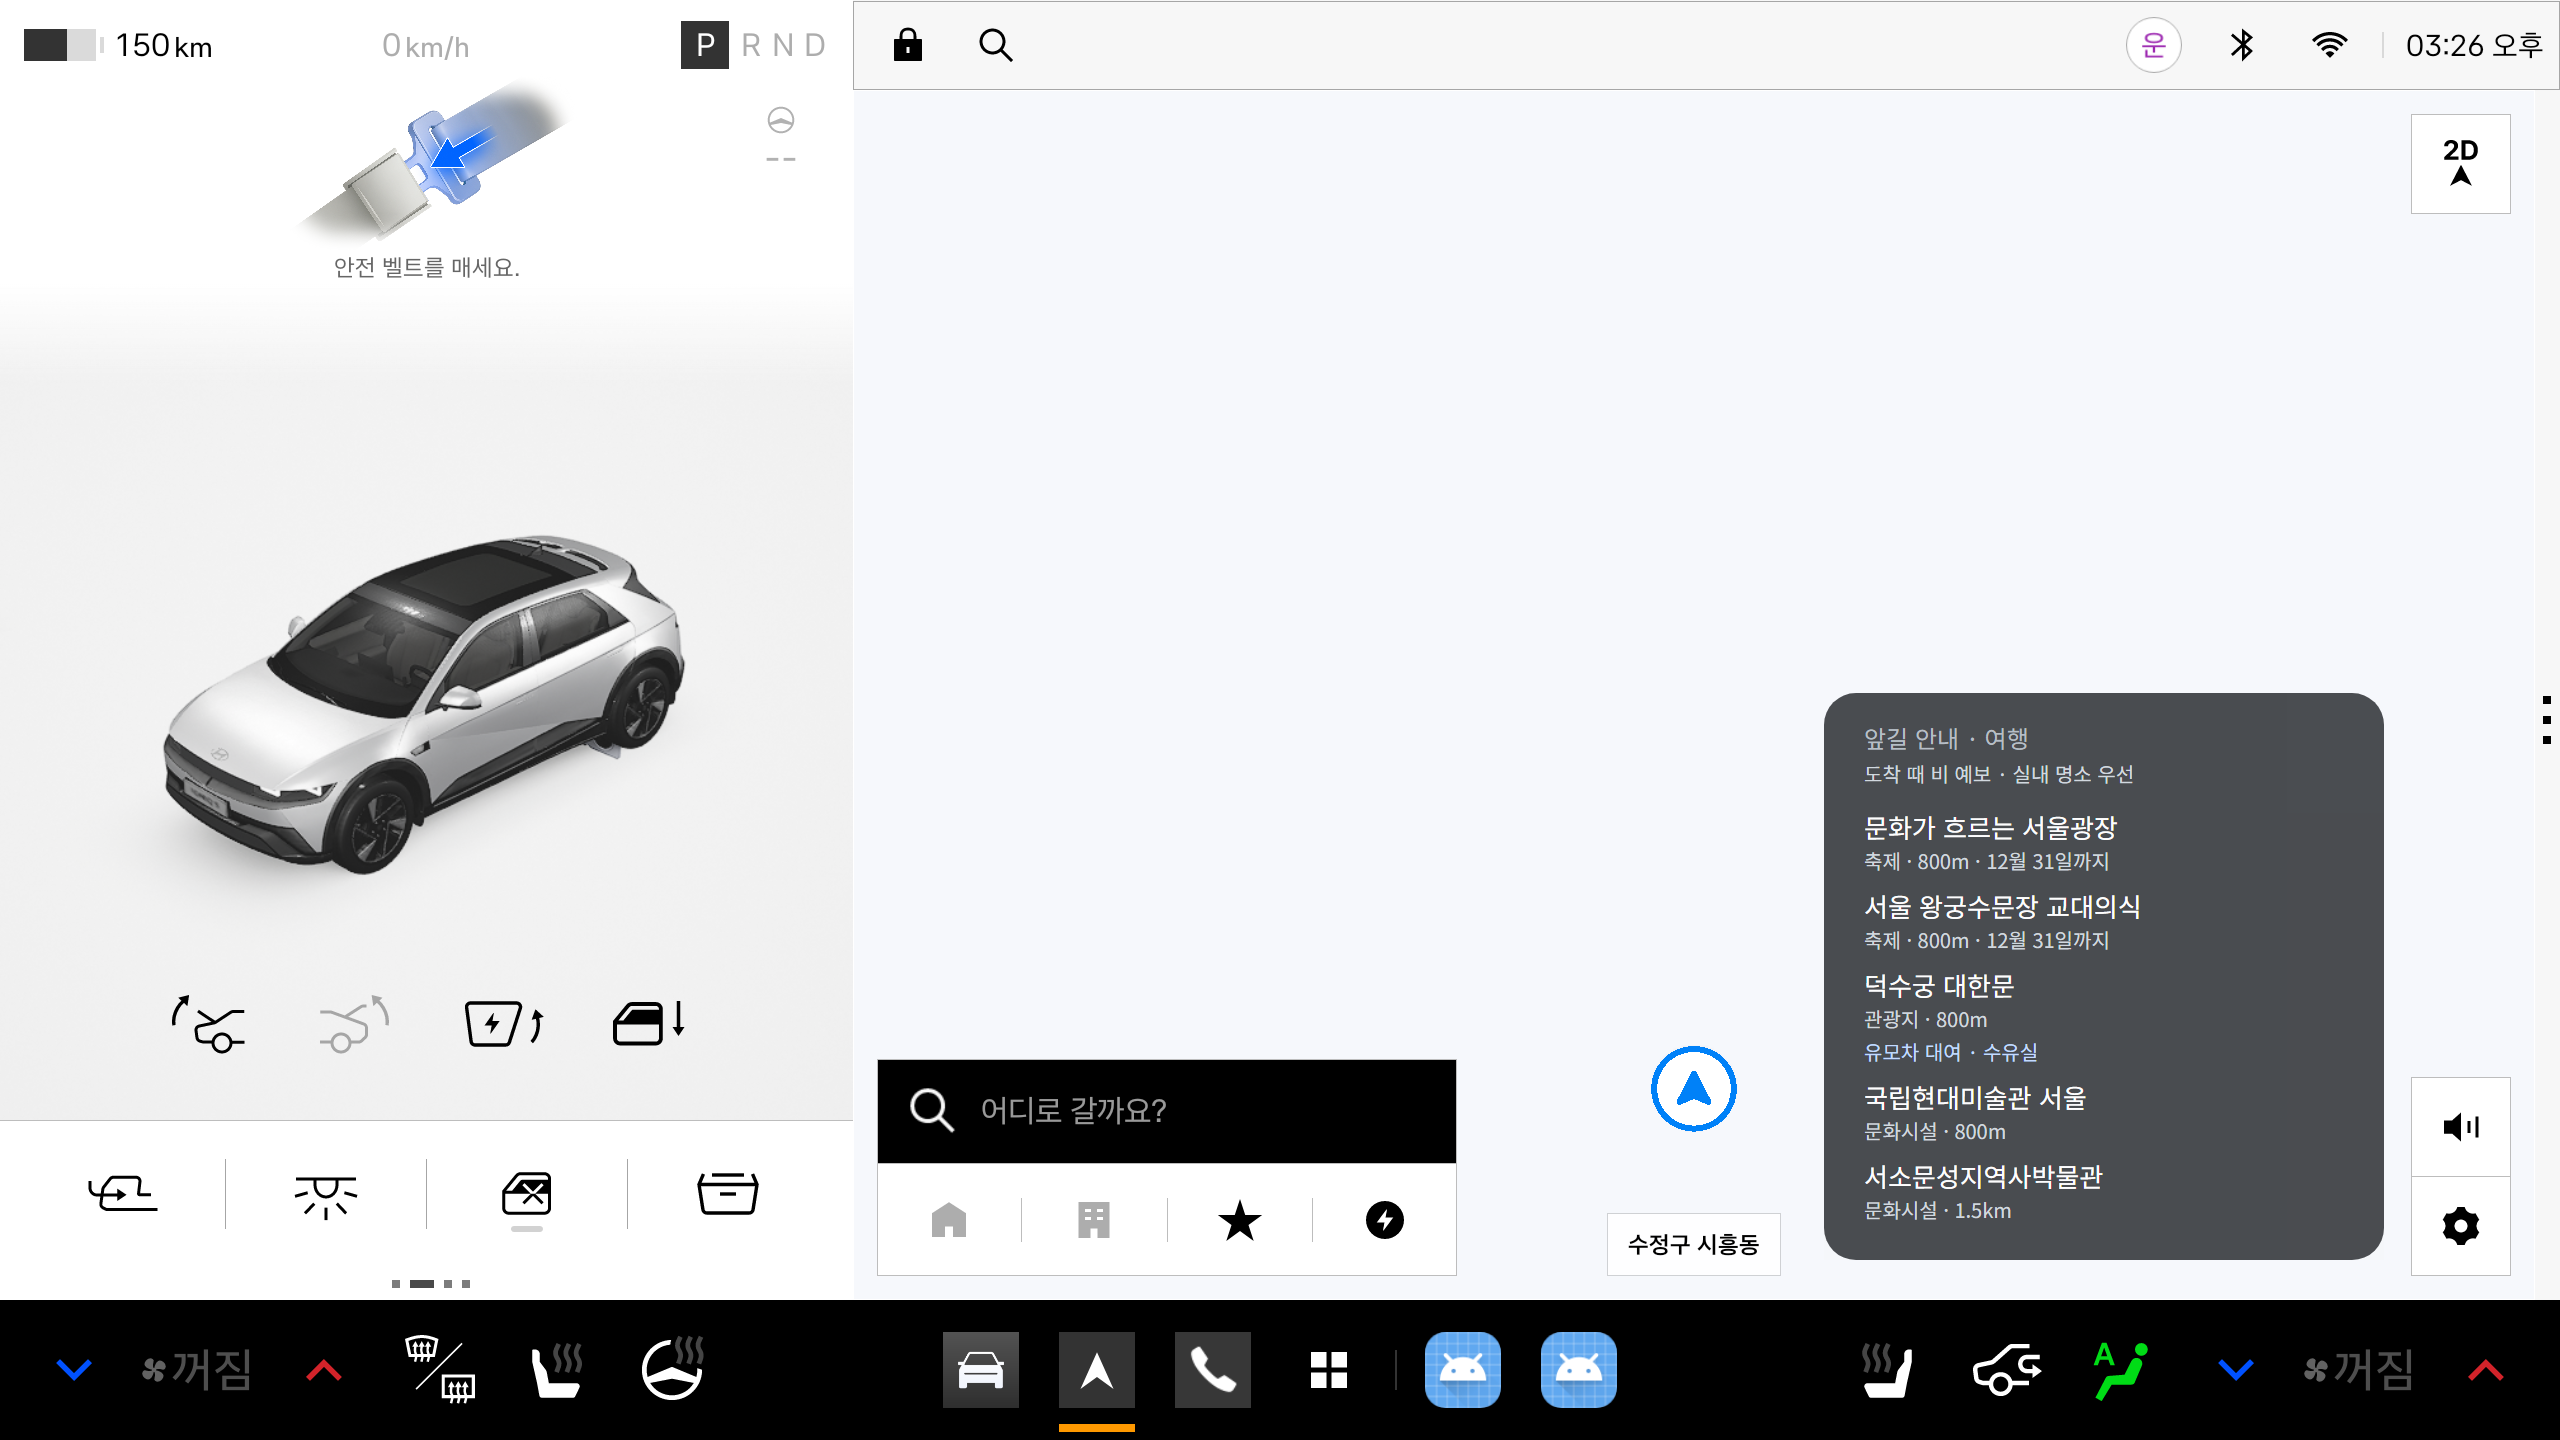 150 km
0 km/h
P R N D
운
03:26 오후
2D
안전 벨트를 매세요.
앞길 안내 · 여행
도착 때 비 예보 · 실내 명소 우선
문화가 흐르는 서울광장
축제 · 800m · 12월 31일까지
서울 왕궁수문장 교대의식
축제 · 800m · 12월 31일까지
덕수궁 대한문
관광지 · 800m
유모차 대여 · 수유실
국립현대미술관 서울
문화시설 · 800m
서소문성지역사박물관
문화시설 · 1.5km
어디로 갈까요?
수정구 시흥동
꺼짐
A
꺼짐